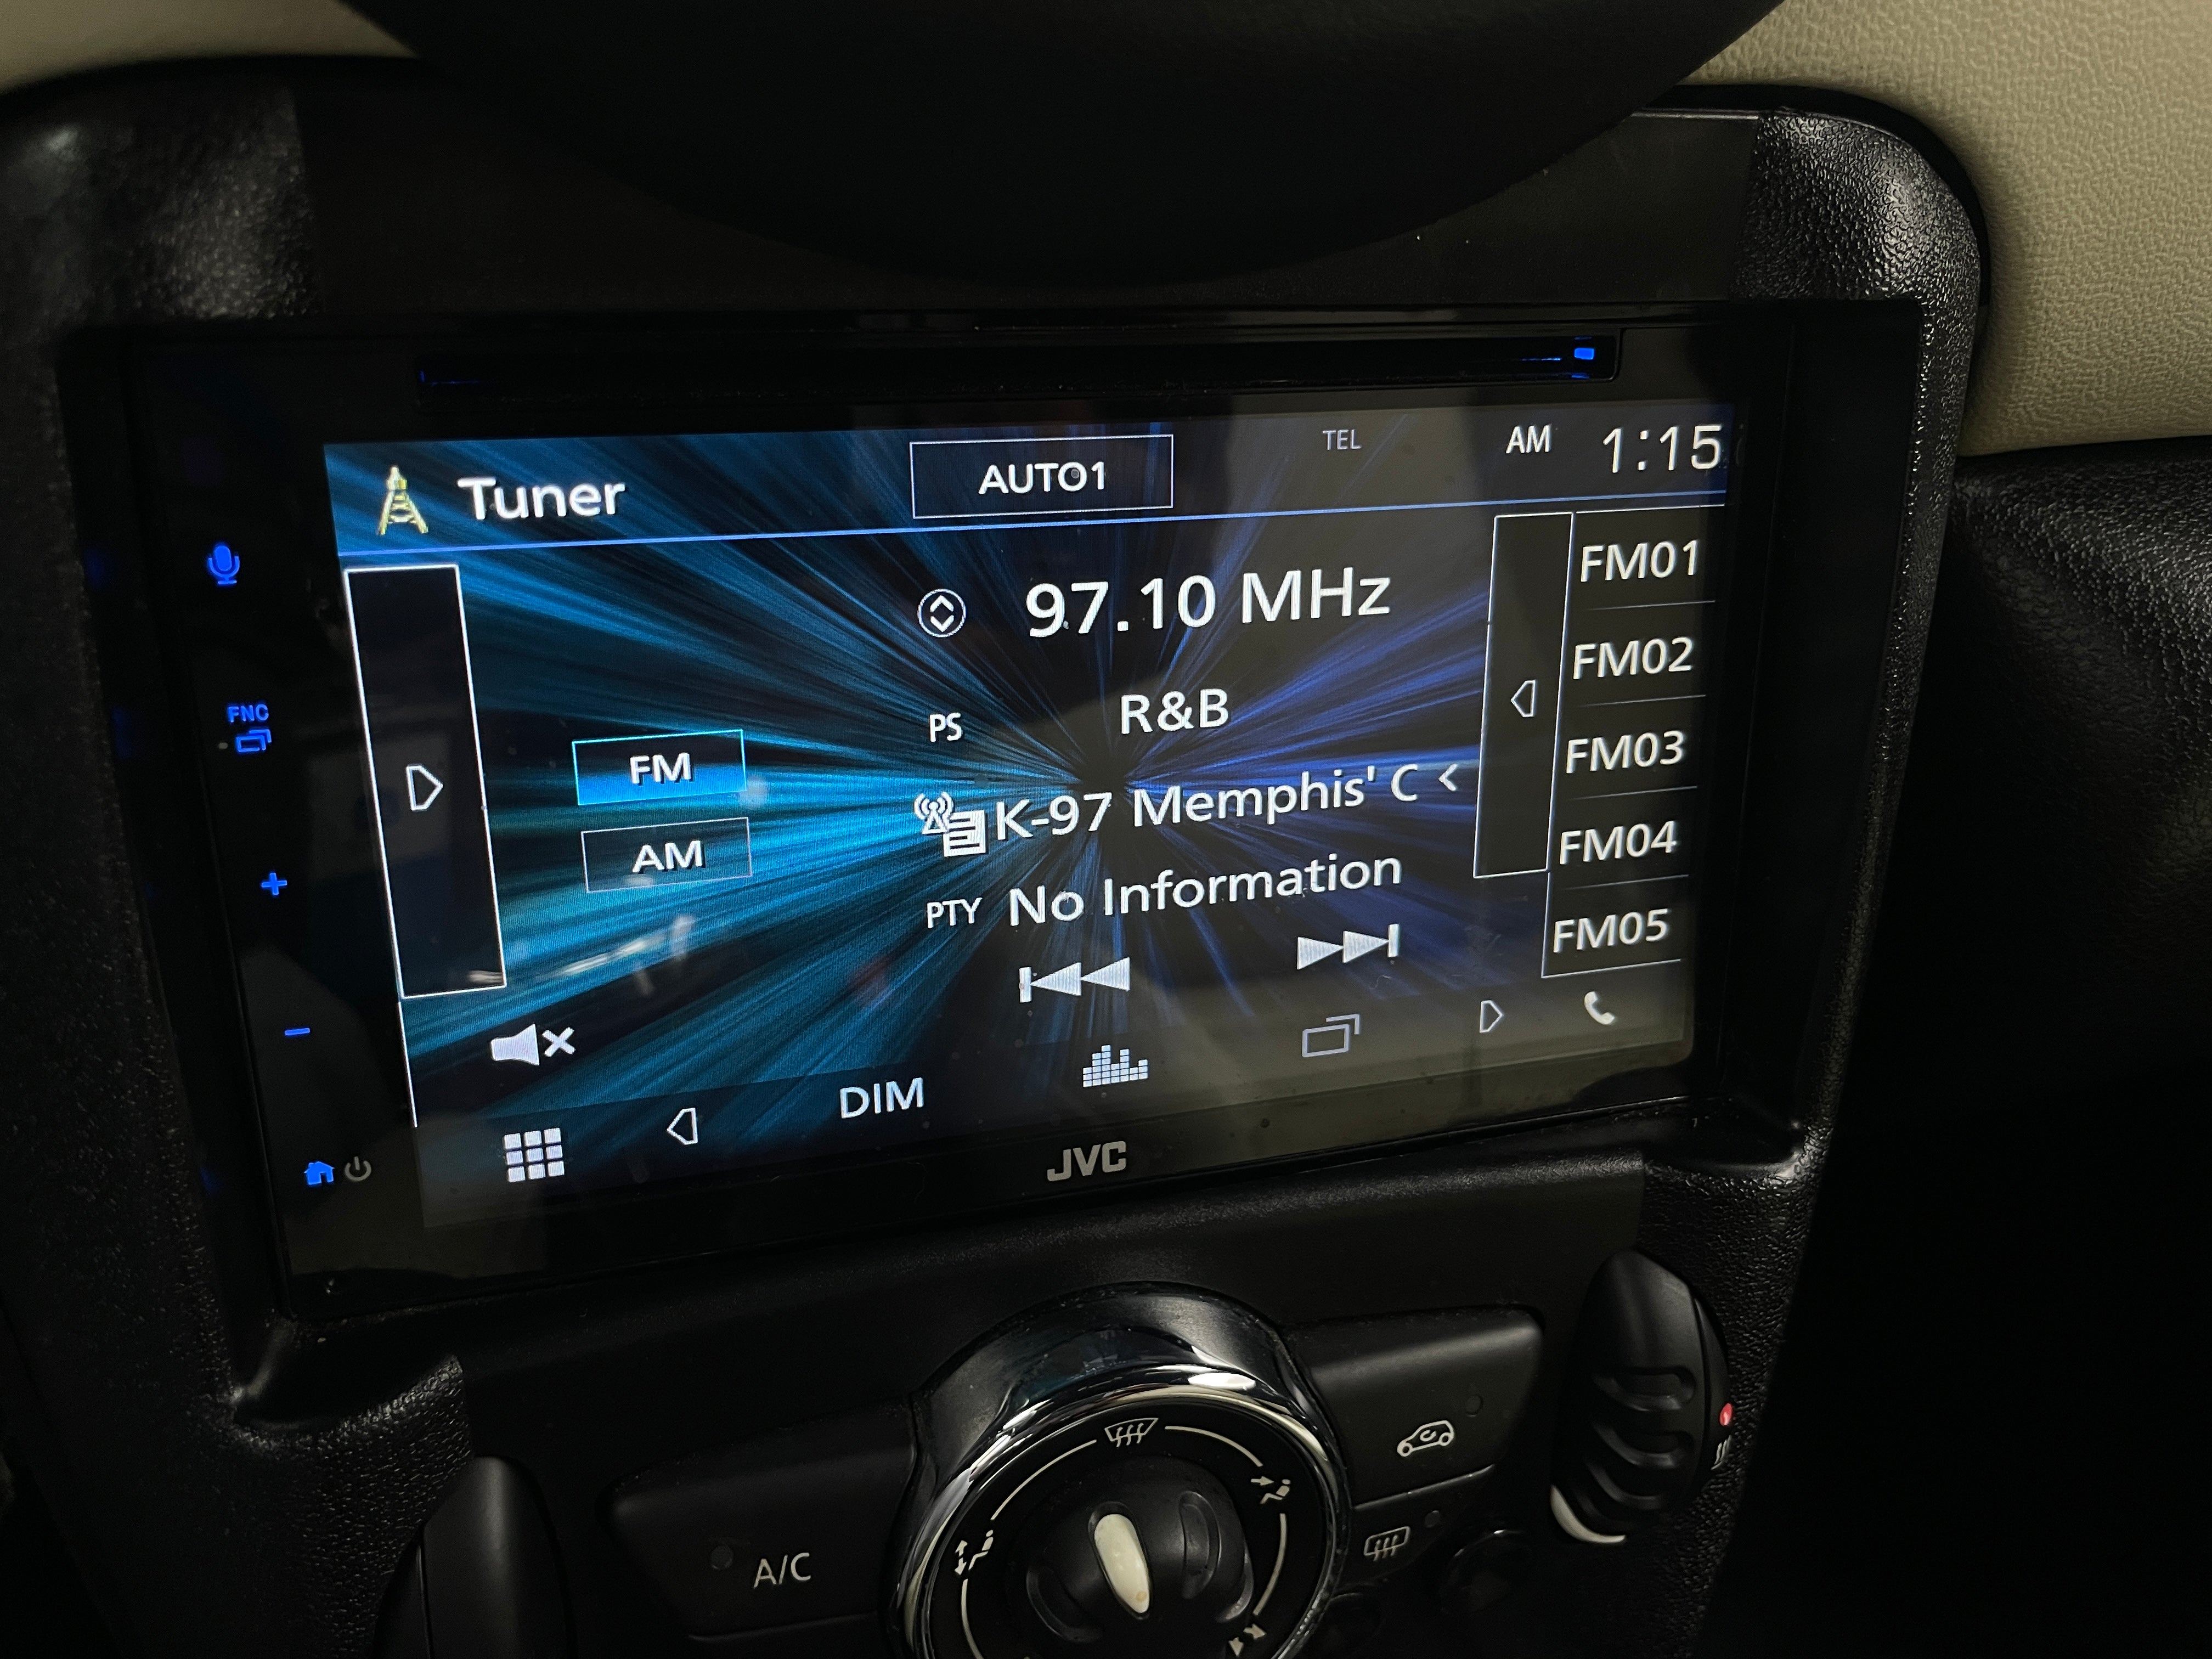 Tuner
AUTO1
TEL
AM 1:15
97.10 MHz
PS R&B
K-97 Memphis' C
PTY No Information
FM
AM
FM01
FM02
FM03
FM04
FM05
DIM
FNC
JVC
A/C